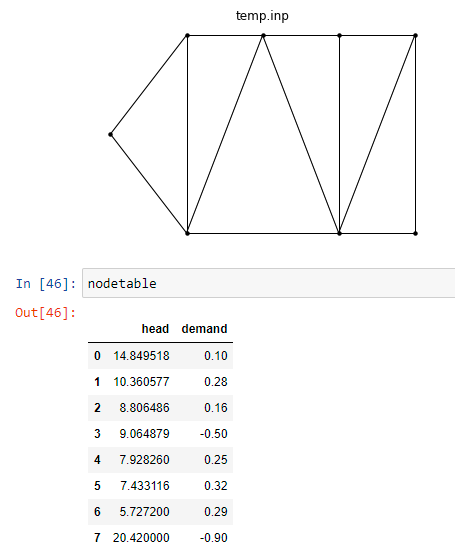 temp.inp
In [46]: nodetable
Out[46]:
head demand
0 14.849518 0.10
1 10.360577 0.28
2 8.806486 0.16
3 9.064879 -0.50
4 7.928260 0.25
5 7.433116 0.32
6 5.727200 0.29
7 20.420000 -0.90